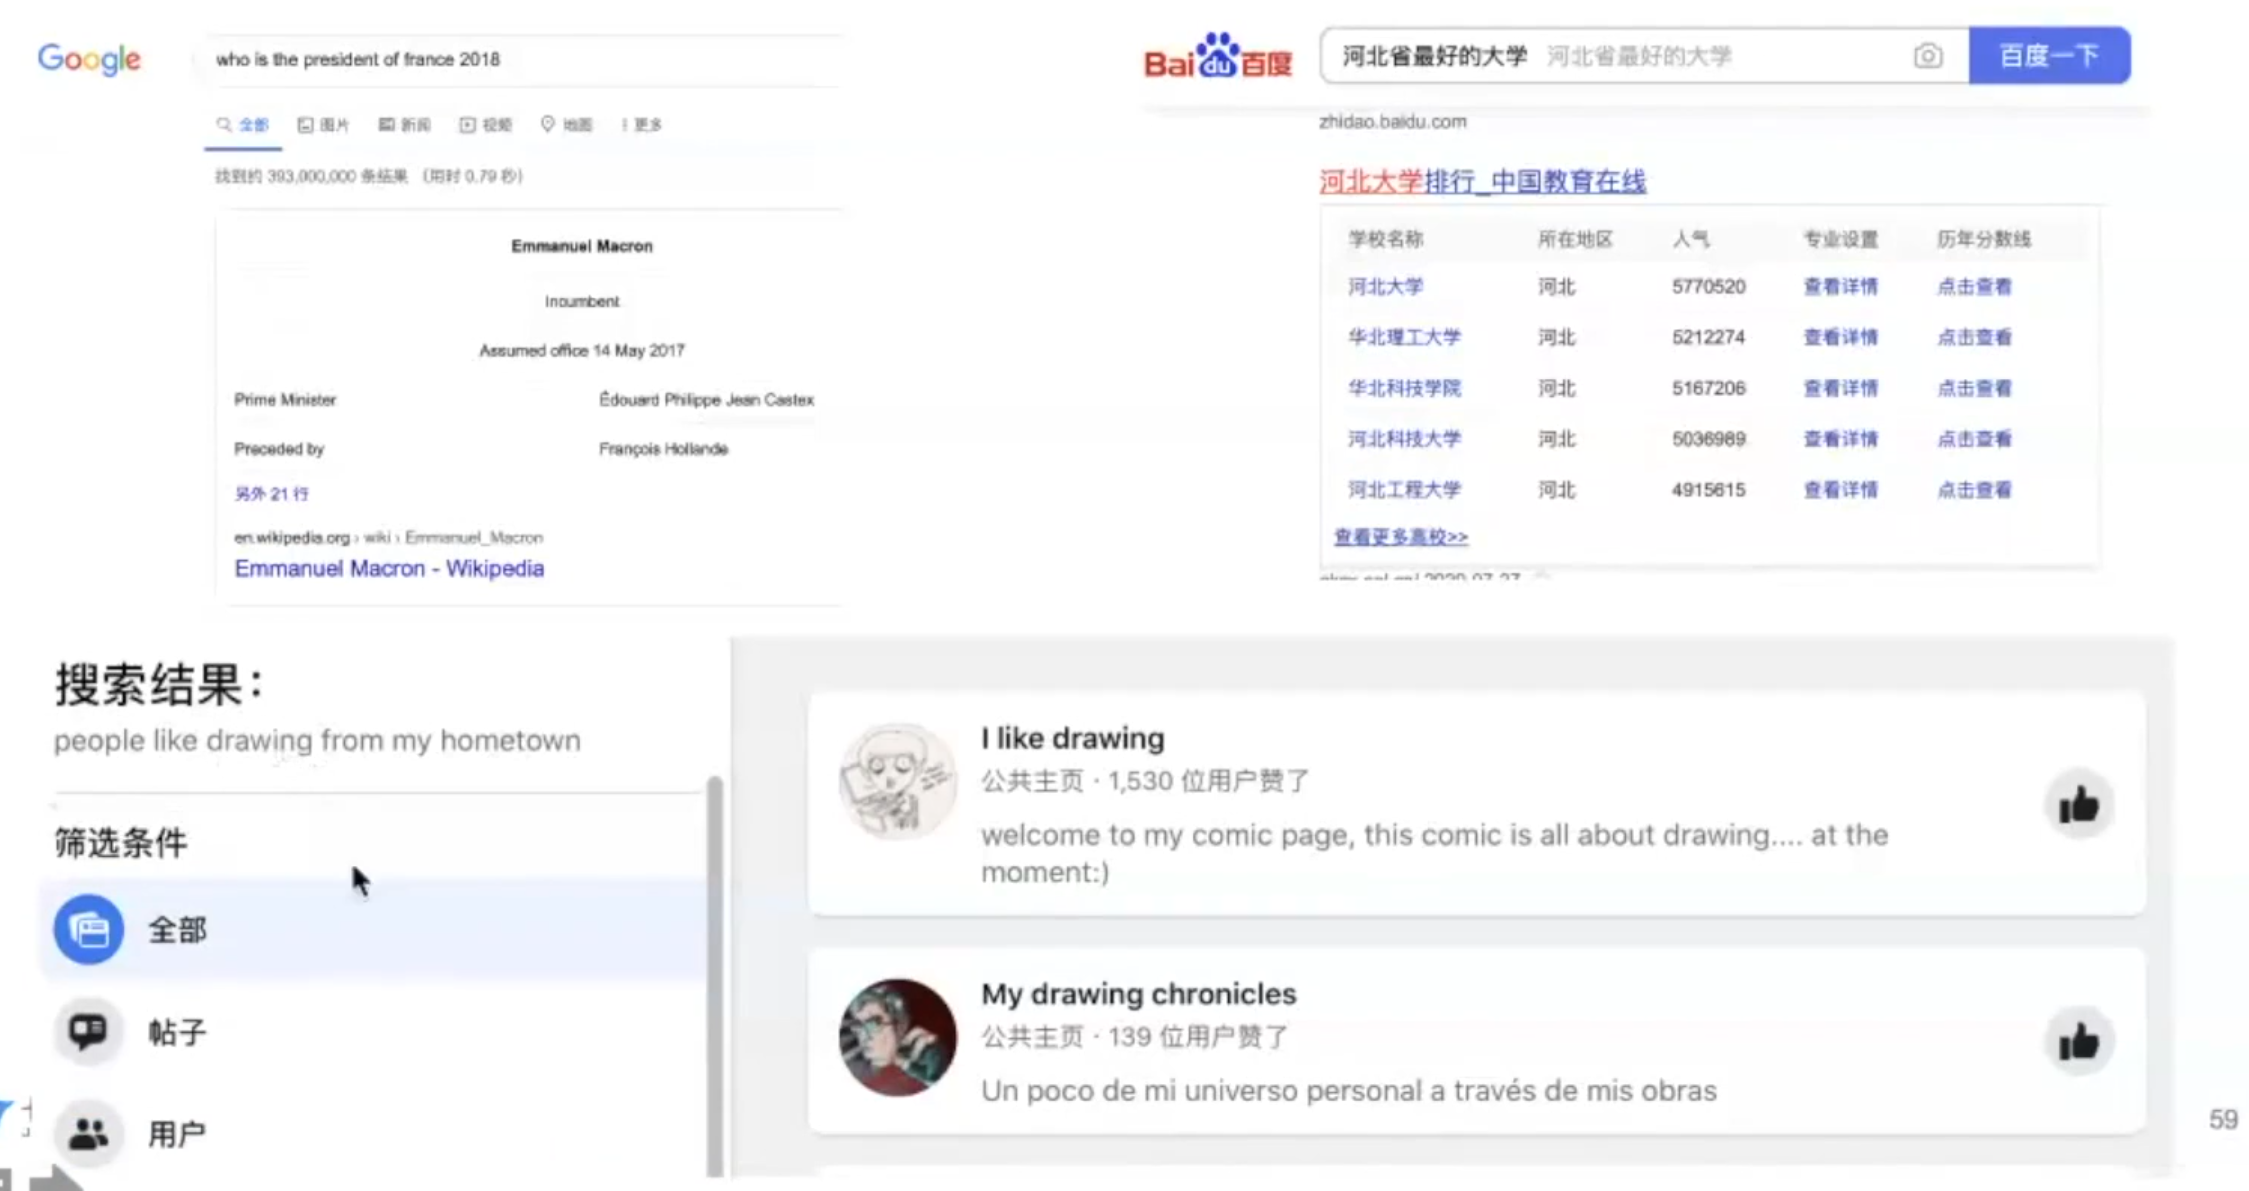 Google
who is the president of france 2018
全部 图片 新闻 视频 地图 更多
找到约 393,000,000 条结果 （用时 0.79 秒）
Emmanuel Macron
Incumbent
Assumed office 14 May 2017
Prime Minister Édouard Philippe Jean Castex
Preceded by François Hollande
另外 21 行
en.wikipedia.org › wiki › Emmanuel_Macron
Emmanuel Macron - Wikipedia
Bai du 百度
河北省最好的大学 河北省最好的大学
百度一下
zhidao.baidu.com
河北大学排行_中国教育在线
学校名称 所在地区 人气 专业设置 历年分数线
河北大学 河北 5770520 查看详情 点击查看
华北理工大学 河北 5212274 查看详情 点击查看
华北科技学院 河北 5167206 查看详情 点击查看
河北科技大学 河北 5036989 查看详情 点击查看
河北工程大学 河北 4915615 查看详情 点击查看
查看更多高校>>
搜索结果：
people like drawing from my hometown
筛选条件
全部
帖子
用户
I like drawing
公共主页 · 1,530 位用户赞了
welcome to my comic page, this comic is all about drawing.... at the
moment:)
My drawing chronicles
公共主页 · 139 位用户赞了
Un poco de mi universo personal a través de mis obras
59